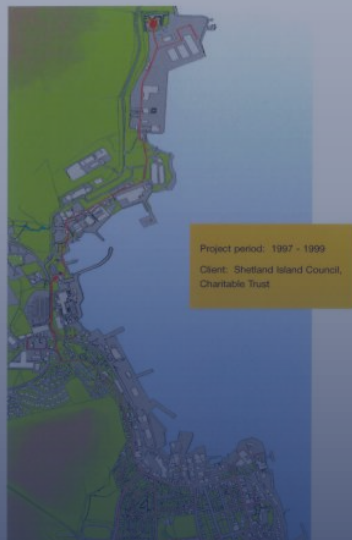 Project period: 1997 - 1999
Client: Shetland Island Council,
Charitable Trust